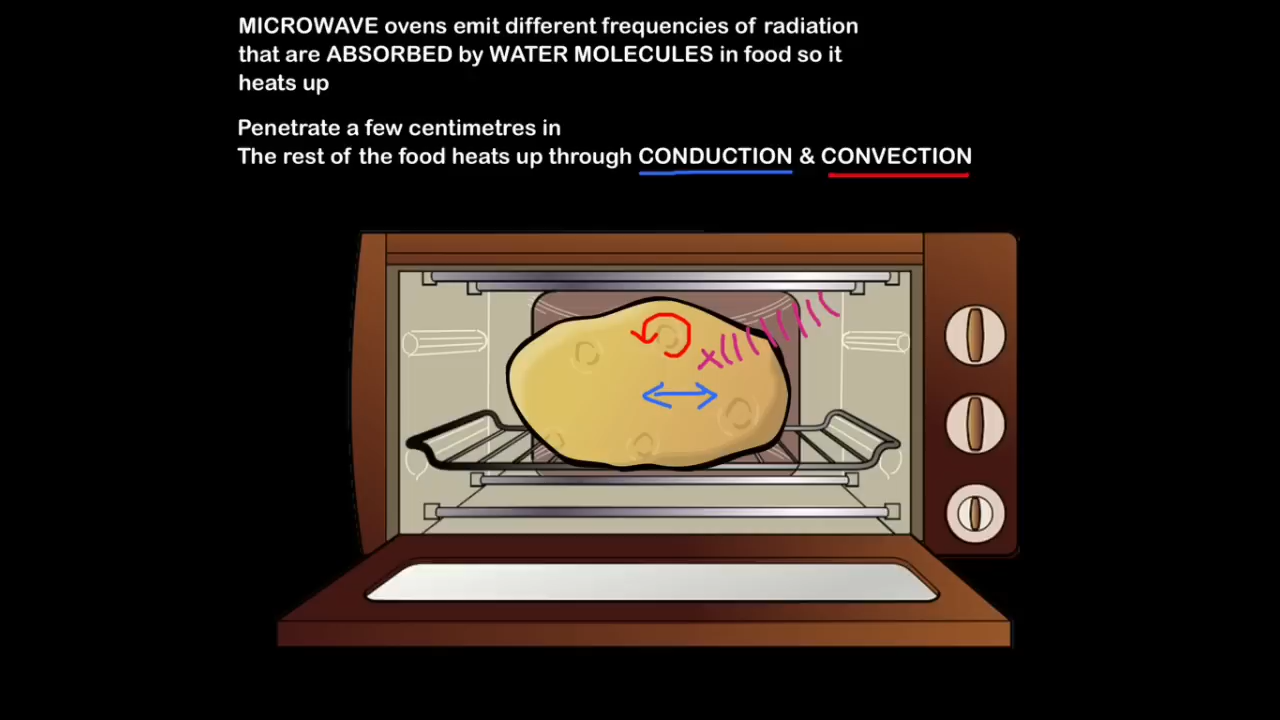 MICROWAVE ovens emit different frequencies of radiation
that are ABSORBED by WATER MOLECULES in food so it
heats up
Penetrate a few centimetres in
The rest of the food heats up through CONDUCTION & CONVECTION